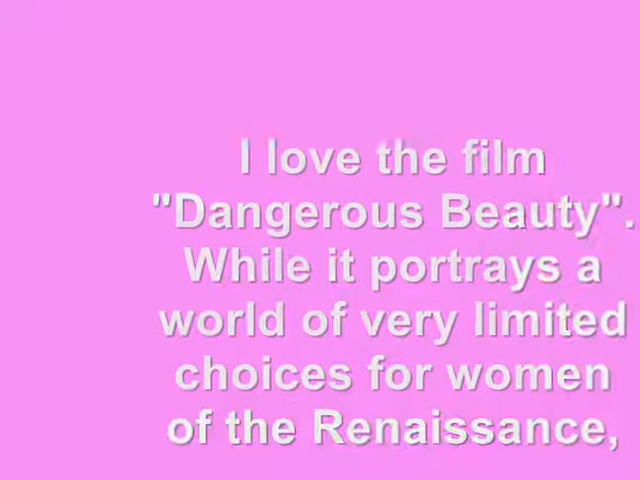 I love the film
"Dangerous Beauty".
While it portrays a
world of very limited
choices for women
of the Renaissance,